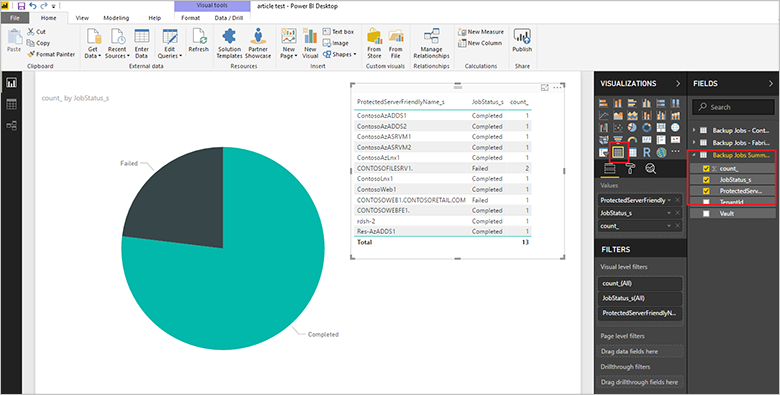 Visual tools article test - Power BI Desktop
File Home Modeling Help Format Data / Drill
View
Paste Cut
Copy
Format Painter
Clipboard
Get Data
Recent Sources
Enter Data
Edit Queries
Refresh
External data
Solution Templates
Partner Showcase
Resources
New Page
New Visual
Text box
Image
Shapes
Insert
From Store
From File
Custom visuals
Manage Relationships
Relationships
New Measure
New Column
Calculations
Publish
Share
count_ by JobStatus_s
Failed
Completed
ProtectedServerFriendlyName_s JobStatus_s count_
ContosoAzADDS1 Completed 1
ContosoAzADDS2 Completed 1
ContosoAzASRVM1 Completed 1
ContosoAzASRVM2 Completed 1
ContosoAzLnx1 Completed 1
CONTOSOFILESRV1. Failed 2
ContosoLnx1 Completed 1
ContosoWeb1 Completed 1
CONTOSOWEB1.CONTOSORETAIL.COM Failed 1
CONTOSOWEBFE1. Completed 1
rdsh-2 Completed 1
Res-AzADDS1 Completed 1
Total 13
VISUALIZATIONS
Values
ProtectedServerFriendly
JobStatus_s
count_
FILTERS
Visual level filters
count_(All)
JobStatus_s(All)
ProtectedServerFriendlyN...
Page level filters
Drag data fields here
Drillthrough filters
Drag drillthrough fields here
FIELDS
Search
Backup Jobs - Cont...
Backup Jobs - Fabri...
Backup Jobs Summ...
Σ count_
JobStatus_s
ProtectedServ...
TenantId
Vault